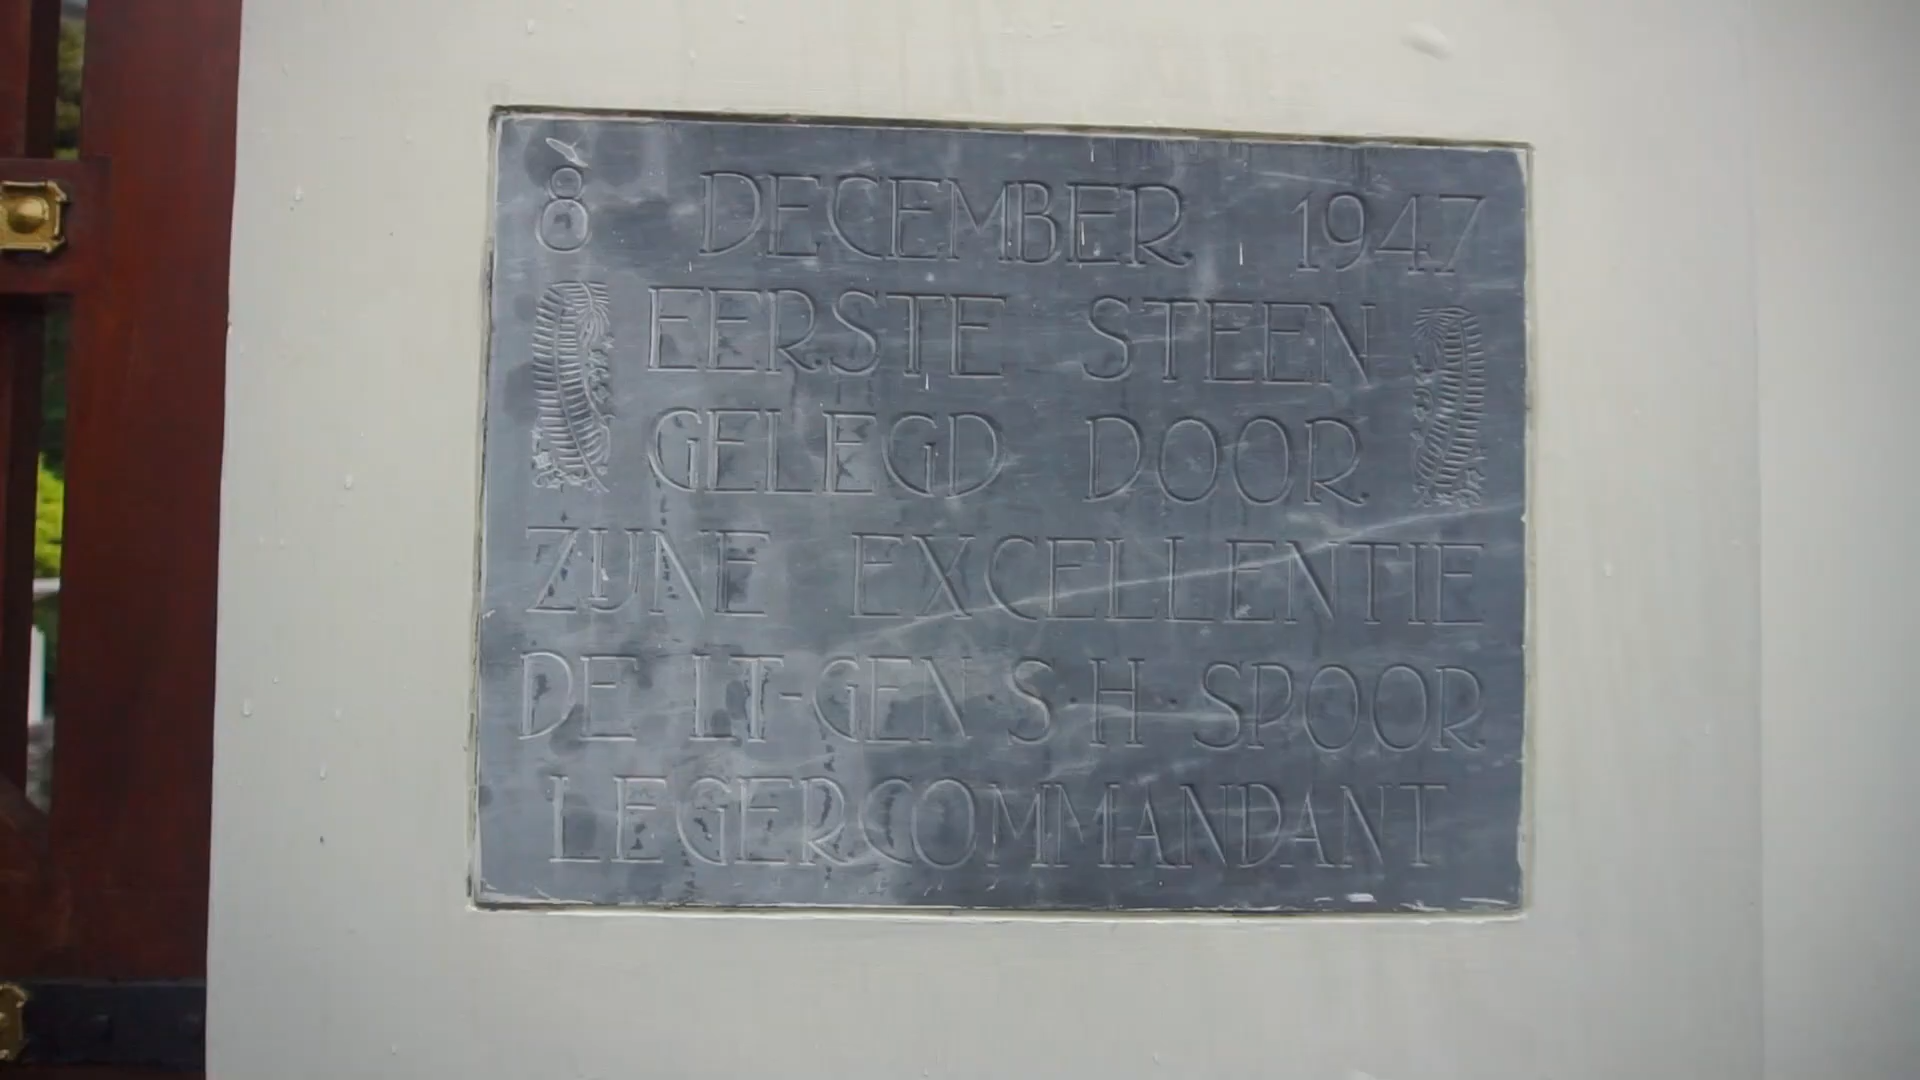 8 DECEMBER 1947
EERSTE STEEN
GELEGD DOOR
ZIJNE EXCELLENTIE
DE LT-GEN·S·H·SPOOR
LEGERCOMMANDANT